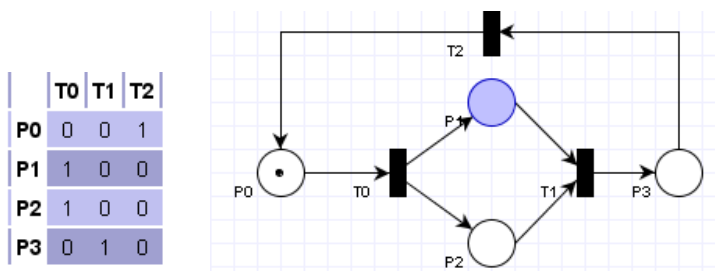 T0 T1 T2
P0 0 0 1
P1 1 0 0
P2 1 0 0
P3 0 1 0
T2
P1
P0 T0 T1 P3
P2